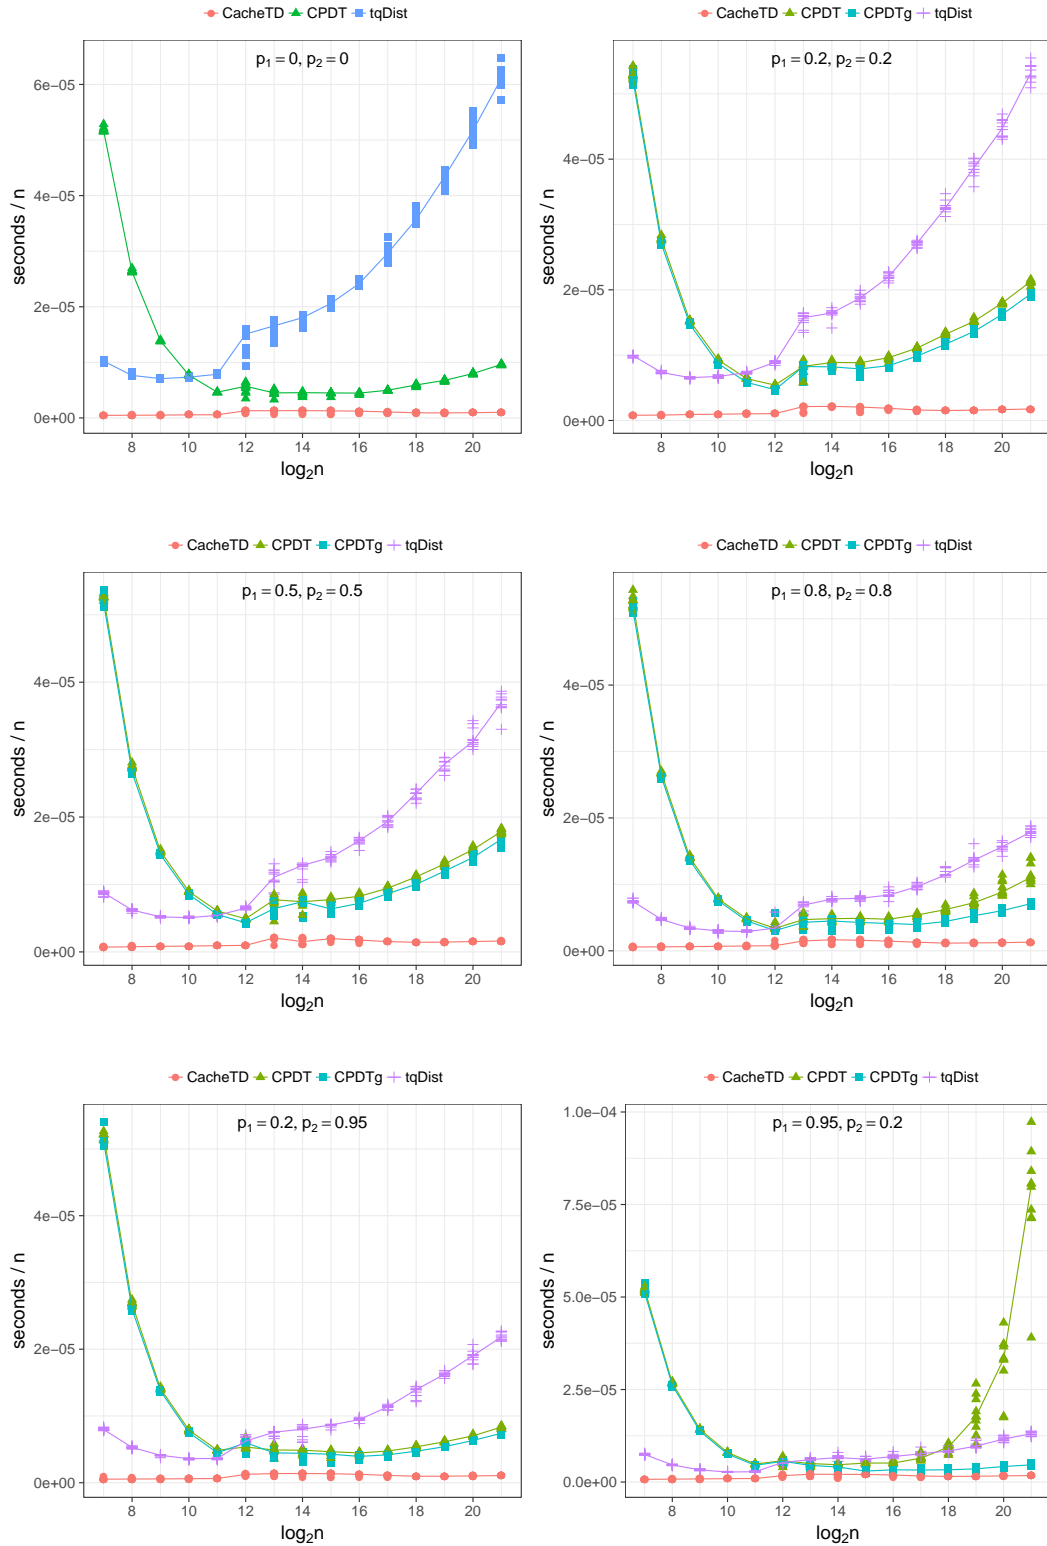 CacheTD CPDT tqDist
p₁ = 0, p₂ = 0
6e−05
4e−05
2e−05
0e+00
seconds / n
8 10 12 14 16 18 20
log₂n
CacheTD CPDT CPDTg tqDist
p₁ = 0.2, p₂ = 0.2
4e−05
2e−05
0e+00
seconds / n
8 10 12 14 16 18 20
log₂n
CacheTD CPDT CPDTg tqDist
p₁ = 0.5, p₂ = 0.5
4e−05
2e−05
0e+00
seconds / n
8 10 12 14 16 18 20
log₂n
CacheTD CPDT CPDTg tqDist
p₁ = 0.8, p₂ = 0.8
4e−05
2e−05
0e+00
seconds / n
8 10 12 14 16 18 20
log₂n
CacheTD CPDT CPDTg tqDist
p₁ = 0.2, p₂ = 0.95
4e−05
2e−05
0e+00
seconds / n
8 10 12 14 16 18 20
log₂n
CacheTD CPDT CPDTg tqDist
p₁ = 0.95, p₂ = 0.2
1.0e−04
7.5e−05
5.0e−05
2.5e−05
0.0e+00
seconds / n
8 10 12 14 16 18 20
log₂n